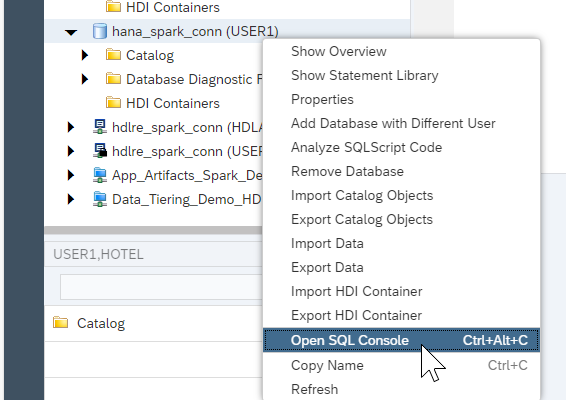 HDI Containers
hana_spark_conn (USER1)
Catalog
Database Diagnostic F
HDI Containers
hdlre_spark_conn (HDLA
hdlre_spark_conn (USER
App_Artifacts_Spark_De
Data_Tiering_Demo_HD
USER1,HOTEL
Catalog
Show Overview
Show Statement Library
Properties
Add Database with Different User
Analyze SQLScript Code
Remove Database
Import Catalog Objects
Export Catalog Objects
Import Data
Export Data
Import HDI Container
Export HDI Container
Open SQL Console Ctrl+Alt+C
Copy Name Ctrl+C
Refresh